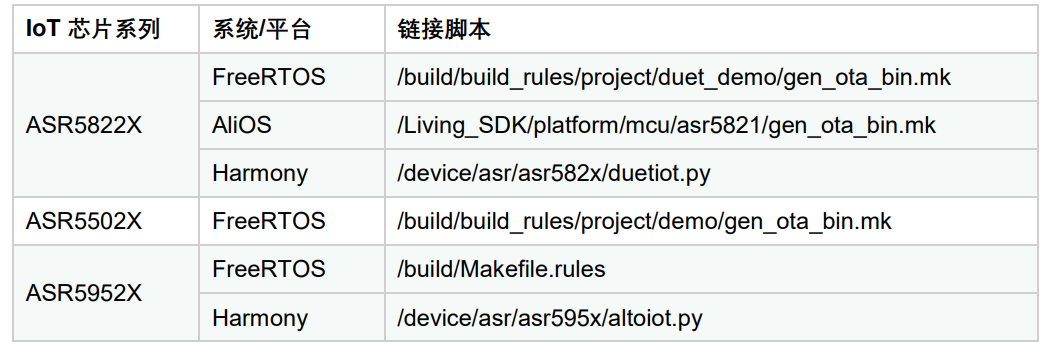 IoT 芯片系列 系统/平台 链接脚本
FreeRTOS /build/build_rules/project/duet_demo/gen_ota_bin.mk
ASR5822X AliOS /Living_SDK/platform/mcu/asr5821/gen_ota_bin.mk
Harmony /device/asr/asr582x/duetiot.py
ASR5502X FreeRTOS /build/build_rules/project/demo/gen_ota_bin.mk
ASR5952X FreeRTOS /build/Makefile.rules
Harmony /device/asr/asr595x/altoiot.py